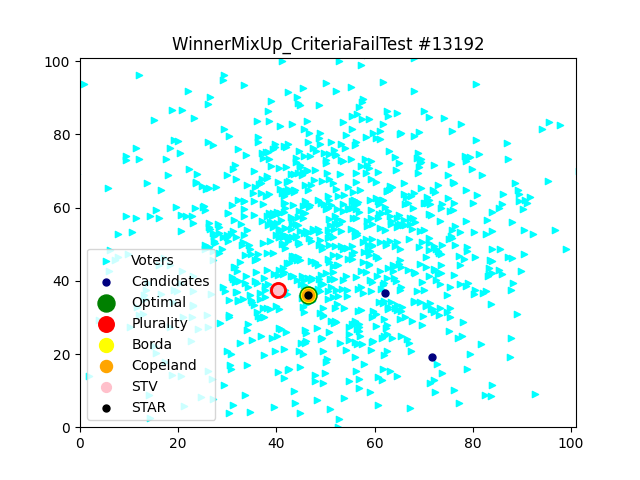 WinnerMixUp_CriteriaFailTest #13192
100
80
60
40
20
0
0
20
40
60
80
100
Voters
Candidates
Optimal
Plurality
Borda
Copeland
STV
STAR